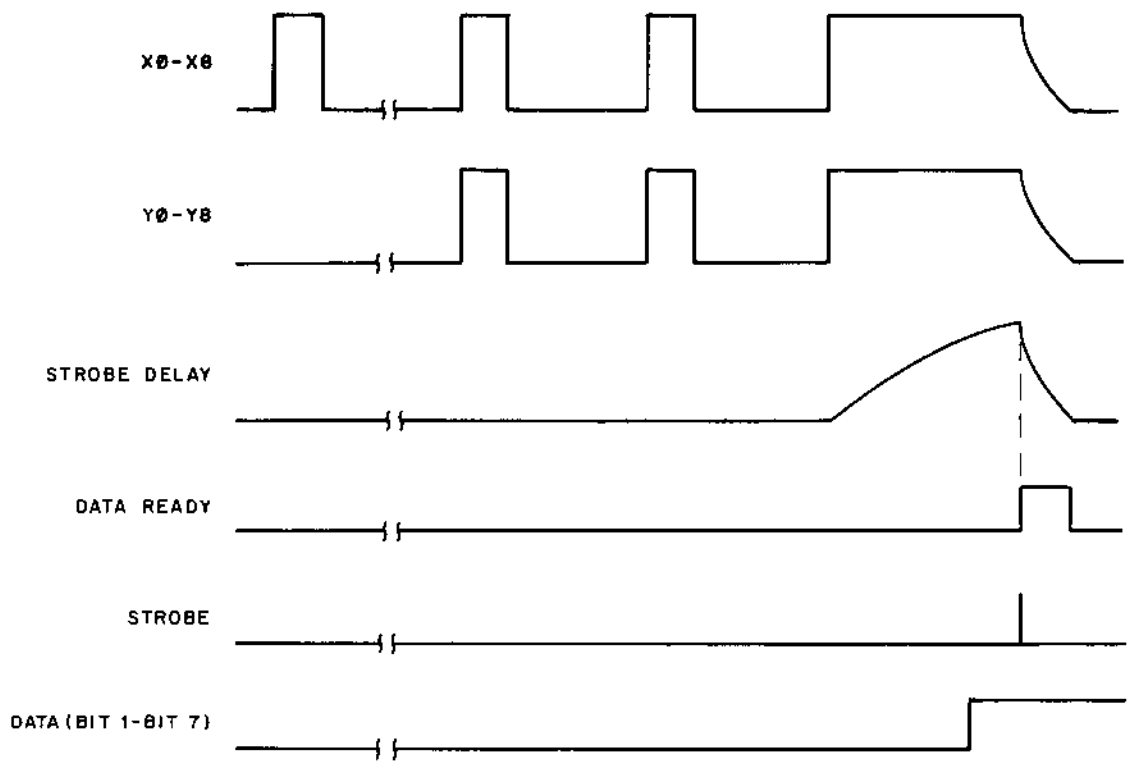 XØ-X8
YØ-Y8
STROBE DELAY
DATA READY
STROBE
DATA (BIT 1-BIT 7)